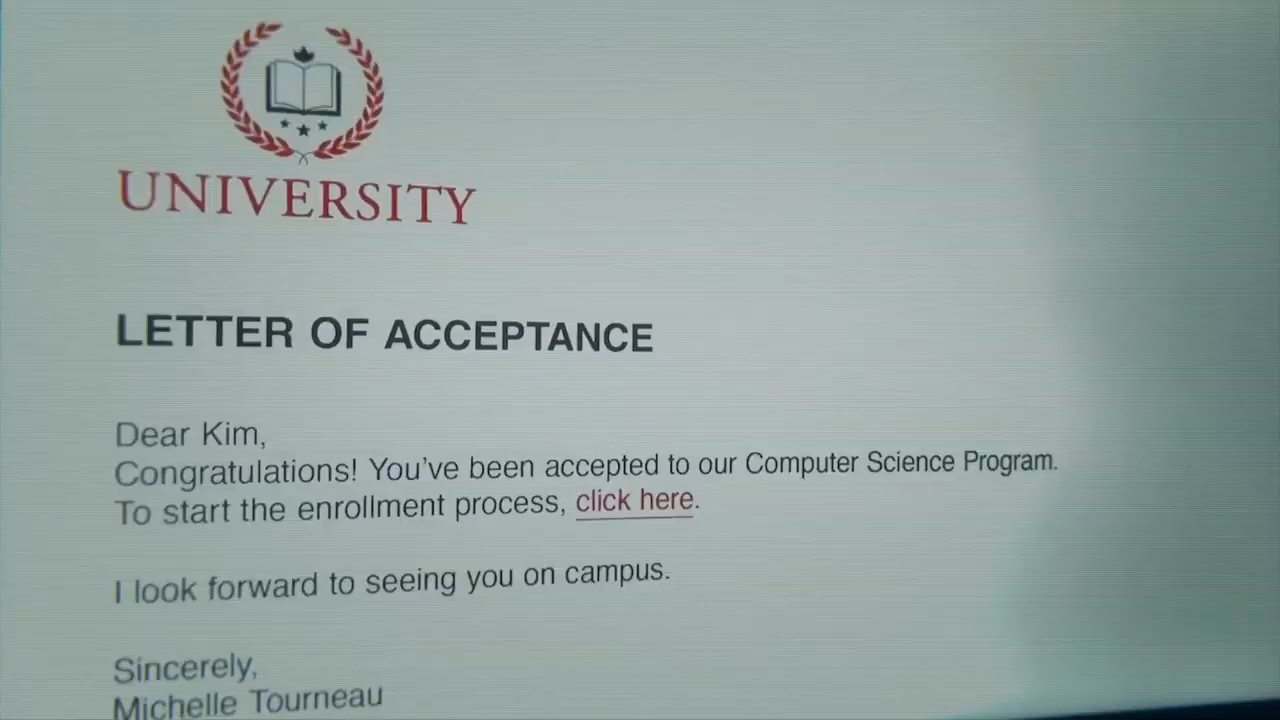 UNIVERSITY
LETTER OF ACCEPTANCE
Dear Kim,
Congratulations! You've been accepted to our Computer Science Program.
To start the enrollment process, click here.
I look forward to seeing you on campus.
Sincerely,
Michelle Tourneau